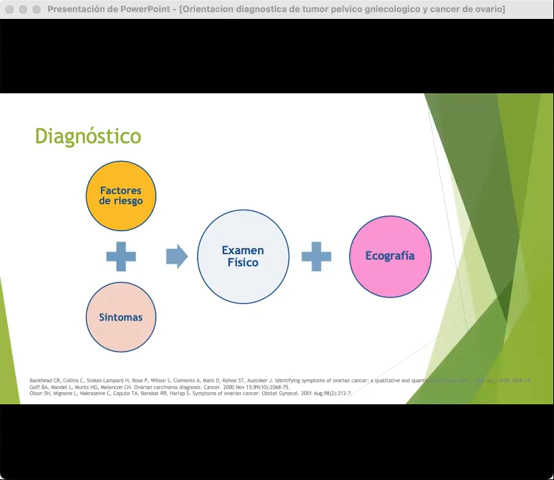 Presentación de PowerPoint - [Orientacion diagnostica de tumor pelvico gniecologico y cancer de ovario]
Diagnóstico
Factores
de riesgo
Síntomas
Examen
Físico
Ecografía
Bankhead CR, Collins C, Stokes-Lampard H, Rose P, Wilson S, Clements A, Mant D, Kehoe ST, Austoker J. Identifying symptoms of ovarian cancer: a qualitative and
Goff BA, Mandel L, Muntz HG, Melancon CH. Ovarian carcinoma diagnosis. Cancer. 2000 Nov 15;89(10):2068-75.
Olson SH, Mignone L, Nakraseive C, Caputo TA, Barakat RR, Harlap S. Symptoms of ovarian cancer. Obstet Gynecol. 2001 Aug;98(2):212-7.